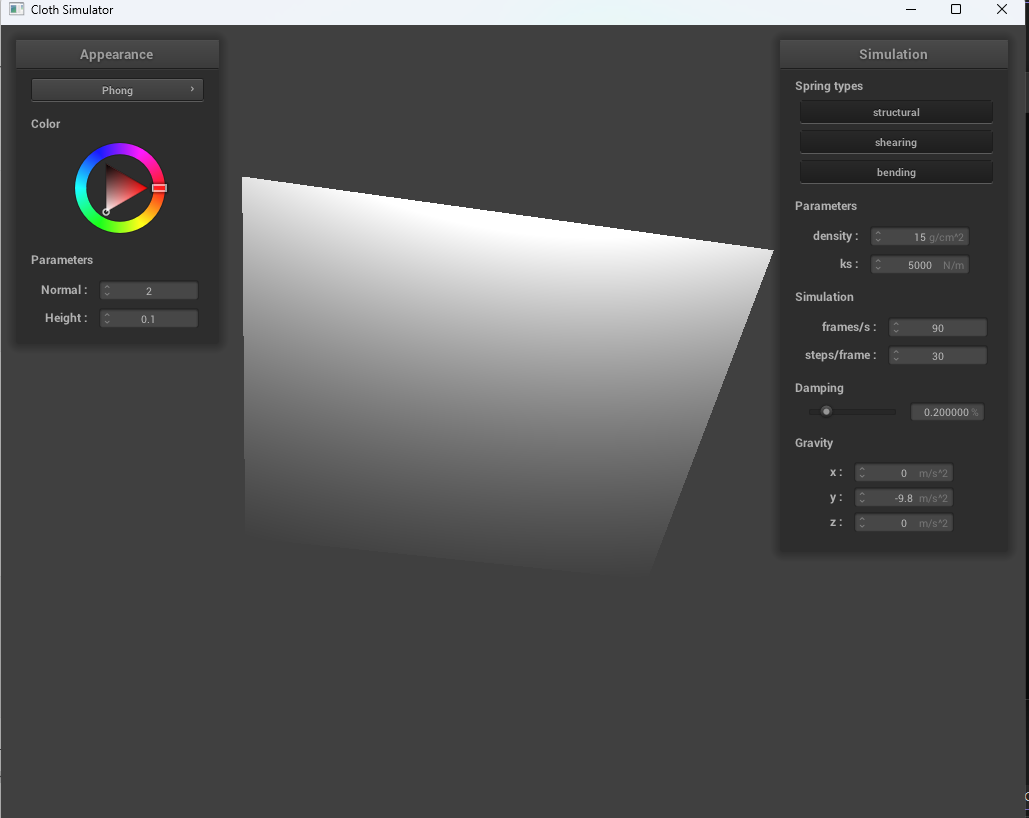 Cloth Simulator
Appearance
Phong
Color
Parameters
Normal : 2
Height : 0.1
Simulation
Spring types
structural
shearing
bending
Parameters
density : 15 g/cm^2
ks : 5000 N/m
Simulation
frames/s : 90
steps/frame : 30
Damping
0.200000 %
Gravity
x : 0 m/s^2
y : -9.8 m/s^2
z : 0 m/s^2